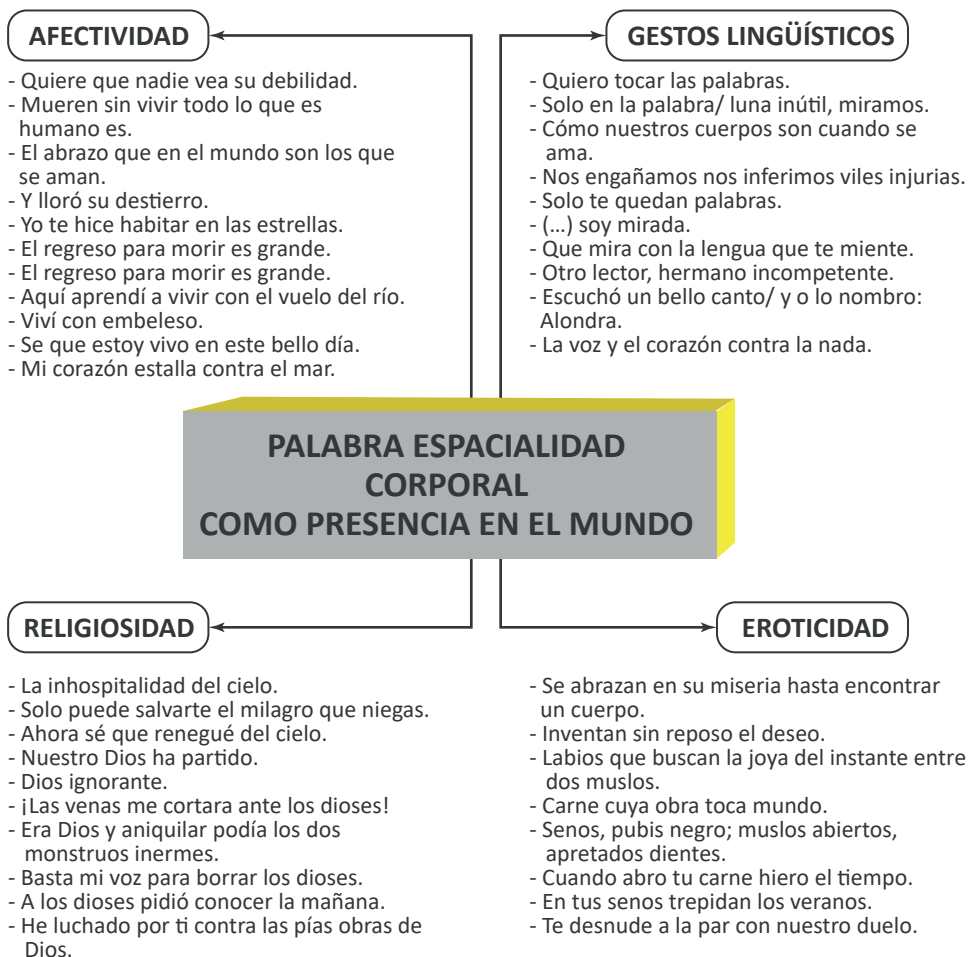 AFECTIVIDAD
- Quiere que nadie vea su debilidad.
- Mueren sin vivir todo lo que es
humano es.
- El abrazo que en el mundo son los que
se aman.
- Y lloró su destierro.
- Yo te hice habitar en las estrellas.
- El regreso para morir es grande.
- El regreso para morir es grande.
- Aquí aprendí a vivir con el vuelo del río.
- Viví con embeleso.
- Se que estoy vivo en este bello día.
- Mi corazón estalla contra el mar.
GESTOS LINGÜÍSTICOS
- Quiero tocar las palabras.
- Solo en la palabra/ luna inútil, miramos.
- Cómo nuestros cuerpos son cuando se
ama.
- Nos engañamos nos inferimos viles injurias.
- Solo te quedan palabras.
- (...) soy mirada.
- Que mira con la lengua que te miente.
- Otro lector, hermano incompetente.
- Escuchó un bello canto/ y o lo nombro:
Alondra.
- La voz y el corazón contra la nada.
PALABRA ESPACIALIDAD
CORPORAL
COMO PRESENCIA EN EL MUNDO
RELIGIOSIDAD
- La inhospitalidad del cielo.
- Solo puede salvarte el milagro que niegas.
- Ahora sé que renegué del cielo.
- Nuestro Dios ha partido.
- Dios ignorante.
- ¡Las venas me cortara ante los dioses!
- Era Dios y aniquilar podía los dos
monstruos inermes.
- Basta mi voz para borrar los dioses.
- A los dioses pidió conocer la mañana.
- He luchado por ti contra las pías obras de
Dios.
EROTICIDAD
- Se abrazan en su miseria hasta encontrar
un cuerpo.
- Inventan sin reposo el deseo.
- Labios que buscan la joya del instante entre
dos muslos.
- Carne cuya obra toca mundo.
- Senos, pubis negro; muslos abiertos,
apretados dientes.
- Cuando abro tu carne hiero el tiempo.
- En tus senos trepidan los veranos.
- Te desnude a la par con nuestro duelo.